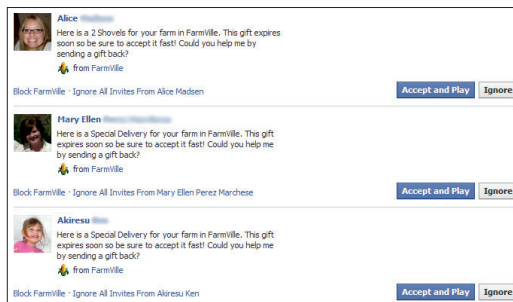 Alice
Here is a 2 Shovels for your farm in FarmVille. This gift expires
soon so be sure to accept it fast! Could you help me by
sending a gift back?
from FarmVille
Block FarmVille · Ignore All Invites From Alice Madsen
Accept and Play Ignore
Mary Ellen
Here is a Special Delivery for your farm in FarmVille. This gift
expires soon so be sure to accept it fast! Could you help me
by sending a gift back?
from FarmVille
Block FarmVille · Ignore All Invites From Mary Ellen Perez Marchese
Accept and Play Ignore
Akiresu
Here is a Special Delivery for your farm in FarmVille. This gift
expires soon so be sure to accept it fast! Could you help me
by sending a gift back?
from FarmVille
Block FarmVille · Ignore All Invites From Akiresu Ken
Accept and Play Ignore